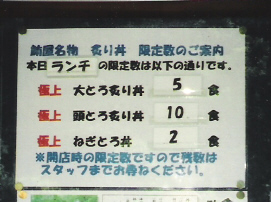 鮪屋名物 炙り丼 限定数のご案内
本日 ランチ の限定数は以下の通りです。
極上 大とろ炙り丼 5 食
極上 頭とろ炙り丼 10 食
極上 ねぎとろ丼 2 食
※開店時の限定数ですので残数は
スタッフまでお尋ねください。